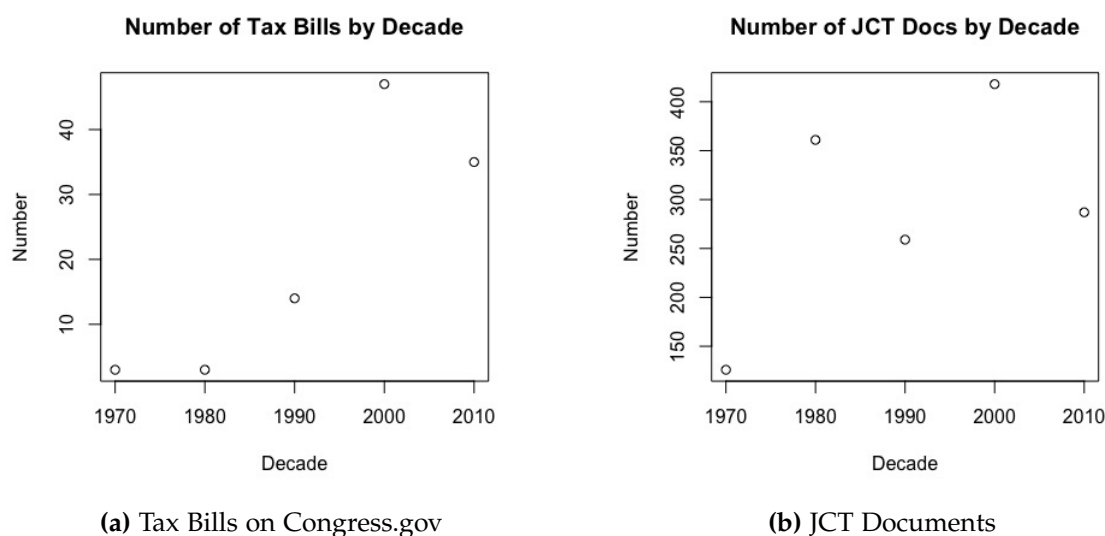 Number of Tax Bills by Decade
Number
40
30
20
10
1970 1980 1990 2000 2010
Decade
(a) Tax Bills on Congress.gov
Number of JCT Docs by Decade
Number
400
350
300
250
200
150
1970 1980 1990 2000 2010
Decade
(b) JCT Documents